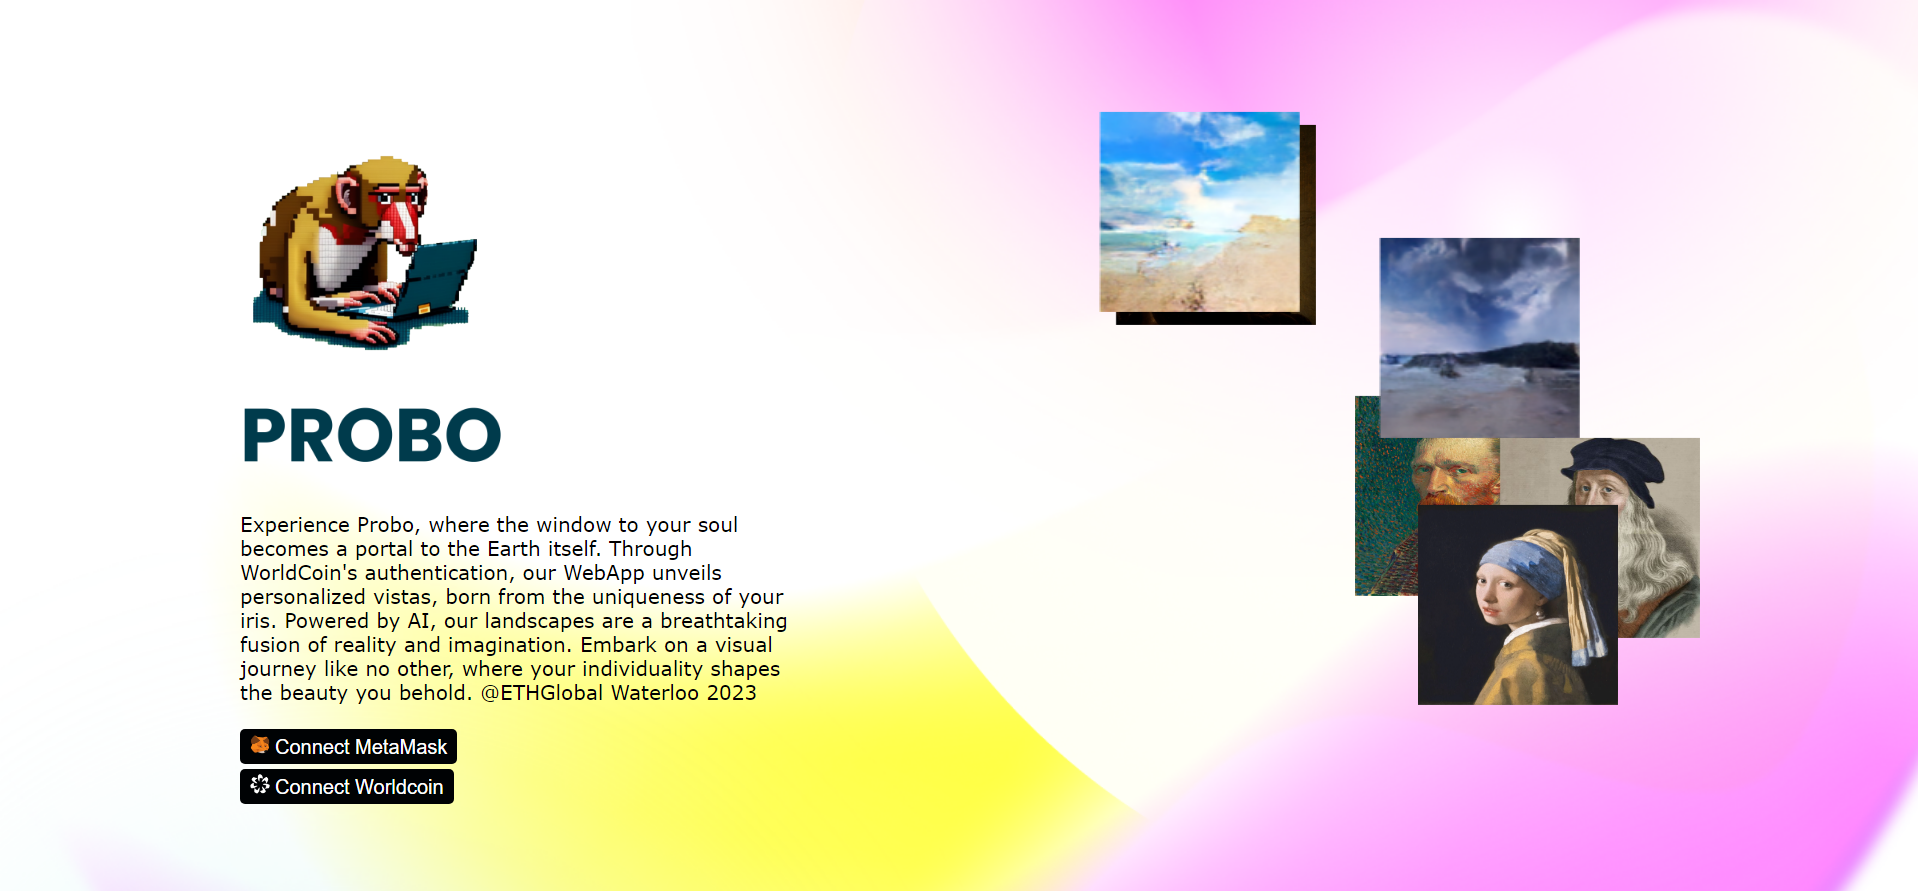 PROBO
Experience Probo, where the window to your soul
becomes a portal to the Earth itself. Through
WorldCoin's authentication, our WebApp unveils
personalized vistas, born from the uniqueness of your
iris. Powered by AI, our landscapes are a breathtaking
fusion of reality and imagination. Embark on a visual
journey like no other, where your individuality shapes
the beauty you behold. @ETHGlobal Waterloo 2023
Connect MetaMask
Connect Worldcoin